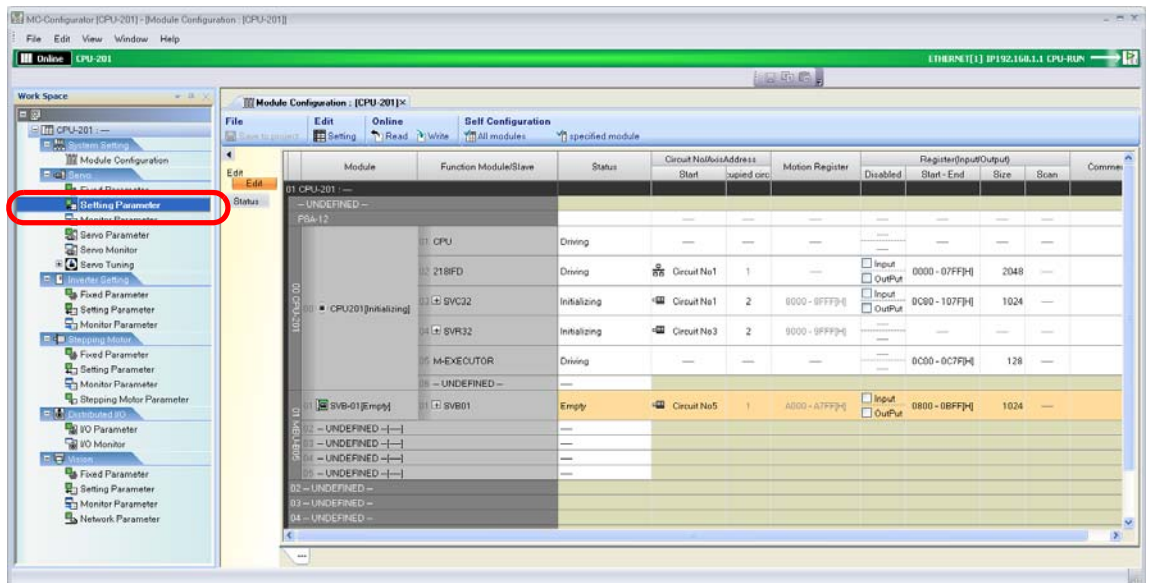 MC-Configurator [CPU-201] - [Module Configuration : [CPU-201]]
File Edit View Window Help
Online CPU-201 ETHERNET[1] IP192.168.1.1 CPU-RUN
Work Space
CPU-201 : ---
System Setting
Module Configuration
Servo
Fixed Parameter
Setting Parameter
Monitor Parameter
Servo Parameter
Servo Monitor
Servo Tuning
Inverter Setting
Fixed Parameter
Setting Parameter
Monitor Parameter
Stepping Motor
Fixed Parameter
Setting Parameter
Monitor Parameter
Stepping Motor Parameter
Distributed I/O
I/O Parameter
I/O Monitor
Vision
Fixed Parameter
Setting Parameter
Monitor Parameter
Network Parameter
Module Configuration : [CPU-201]
File Edit Online Self Configuration
Save to project Setting Read Write All modules specified module
Edit
Edit
Status
Module Function Module/Slave Status Circuit No/AxisAddress Motion Register Register(Input/Output)
Start Disabled Start - End Size Scan
01 CPU-201 : ---
-- UNDEFINED --
PSA-12 --- --- --- --- --- --- ---
00 CPU-201
00 CPU201[Initializing]
01 CPU Driving --- --- --- --- --- --- --- ---
02 218IFD Driving Circuit No1 1 --- Input OutPut 0000 - 07FF[H] 2048 ---
03 SVC32 Initializing Circuit No1 2 8000 - 8FFF[H] Input OutPut 0C80 - 107F[H] 1024 ---
04 SVR32 Initializing Circuit No3 2 9000 - 9FFF[H] --- --- --- --- ---
05 M-EXECUTOR Driving --- --- --- --- --- 0C00 - 0C7F[H] 128 ---
06 -- UNDEFINED -- ---
01 MEU-B05
01 SVB-01[Empty] 01 SVB01 Empty Circuit No5 1 A000 - A7FF[H] Input OutPut 0800 - 0BFF[H] 1024 ---
02 -- UNDEFINED --[---] ---
03 -- UNDEFINED --[---] ---
04 -- UNDEFINED --[---] ---
05 -- UNDEFINED --[---] ---
02 -- UNDEFINED --
03 -- UNDEFINED --
04 -- UNDEFINED --